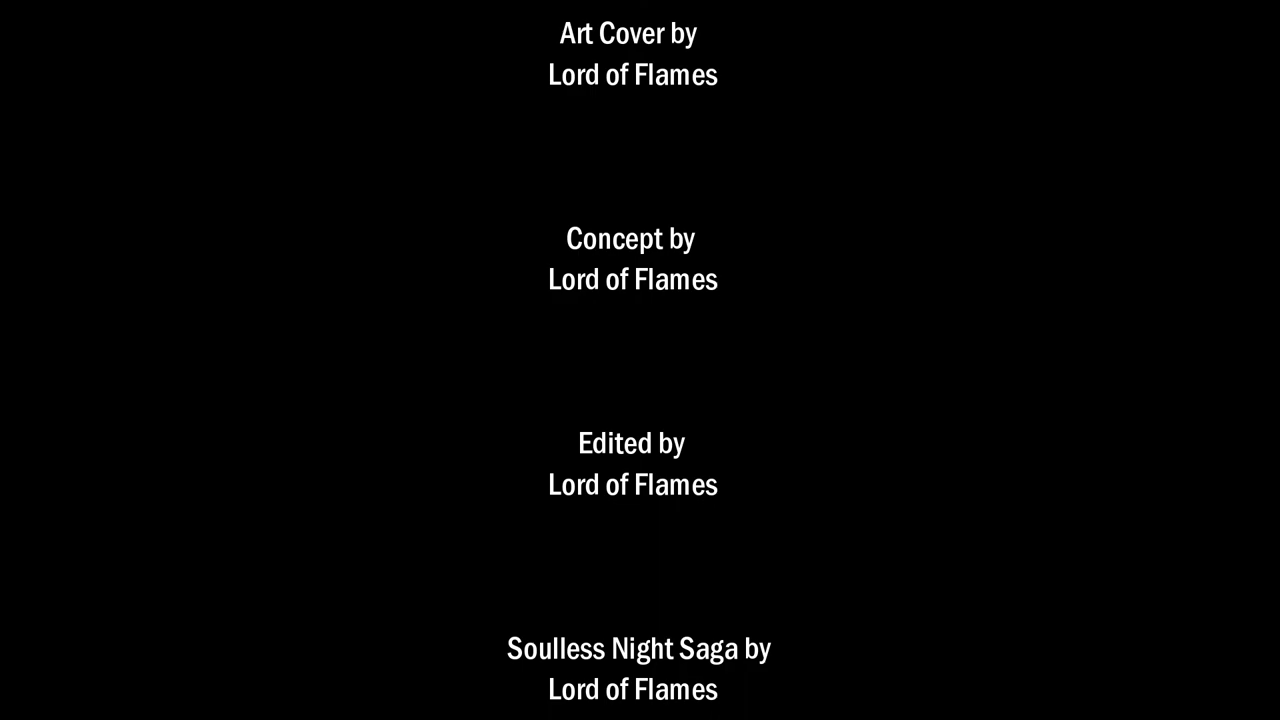 Art Cover by
Lord of Flames
Concept by
Lord of Flames
Edited by
Lord of Flames
Soulless Night Saga by
Lord of Flames